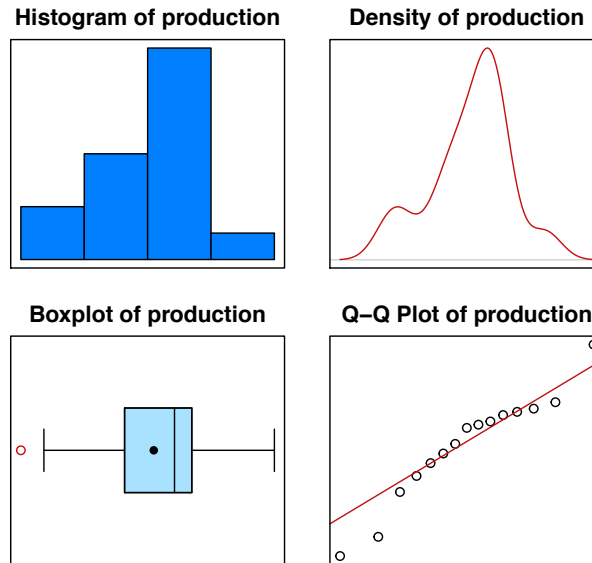 Histogram of production
Density of production
Boxplot of production
Q−Q Plot of production